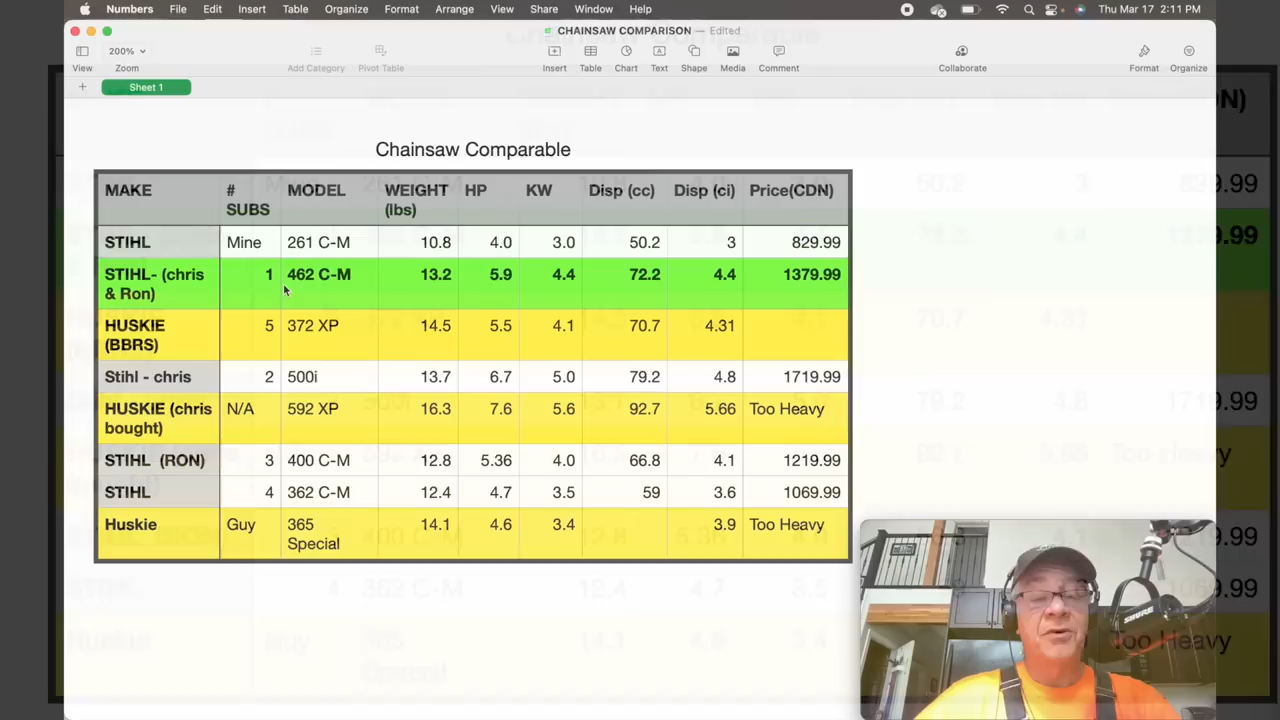 Numbers File Edit Insert Table Organize Format Arrange View Share Window Help Thu Mar 17 2:11 PM
CHAINSAW COMPARISON — Edited
200%
View Zoom Add Category Pivot Table Insert Table Chart Text Shape Media Comment Collaborate Format Organize
+ Sheet 1
Chainsaw Comparable
MAKE # SUBS MODEL WEIGHT (lbs) HP KW Disp (cc) Disp (ci) Price(CDN)
STIHL Mine 261 C-M 10.8 4.0 3.0 50.2 3 829.99
STIHL- (chris & Ron) 1 462 C-M 13.2 5.9 4.4 72.2 4.4 1379.99
HUSKIE (BBRS) 5 372 XP 14.5 5.5 4.1 70.7 4.31
Stihl - chris 2 500i 13.7 6.7 5.0 79.2 4.8 1719.99
HUSKIE (chris bought) N/A 592 XP 16.3 7.6 5.6 92.7 5.66 Too Heavy
STIHL (RON) 3 400 C-M 12.8 5.36 4.0 66.8 4.1 1219.99
STIHL 4 362 C-M 12.4 4.7 3.5 59 3.6 1069.99
Huskie Guy 365 Special 14.1 4.6 3.4 3.9 Too Heavy
SHURE